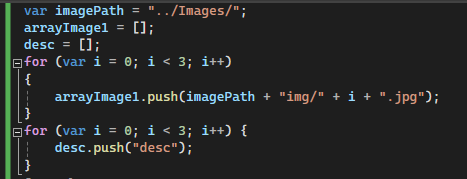 var imagePath = "../Images/";
arrayImage1 = [];
desc = [];
for (var i = 0; i < 3; i++)
{
arrayImage1.push(imagePath + "img/" + i + ".jpg");
}
for (var i = 0; i < 3; i++) {
desc.push("desc");
}